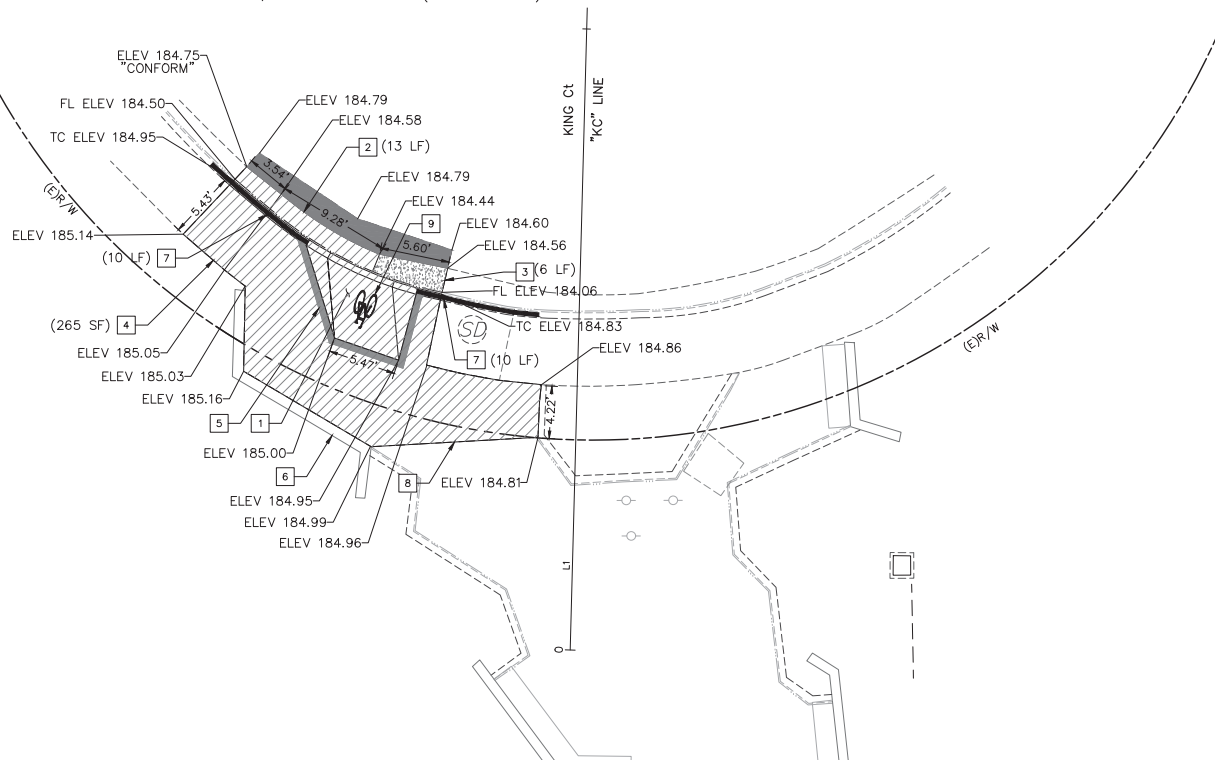 ELEV 184.75
"CONFORM"
FL ELEV 184.50
TC ELEV 184.95
ELEV 184.79
ELEV 184.58
2 (13 LF)
ELEV 184.79
ELEV 184.44
9
ELEV 184.60
ELEV 184.56
3 (6 LF)
FL ELEV 184.06
TC ELEV 184.83
7 (10 LF)
ELEV 184.86
3.54'
9.28'
5.60'
5.43'
5.47'
4.22'
SD
KING Ct
"KC" LINE
(E)R/W
(E)R/W
ELEV 185.14
(10 LF) 7
(265 SF) 4
ELEV 185.05
ELEV 185.03
ELEV 185.16
5
1
ELEV 185.00
6
ELEV 184.95
ELEV 184.99
ELEV 184.96
8
ELEV 184.81
L1
0